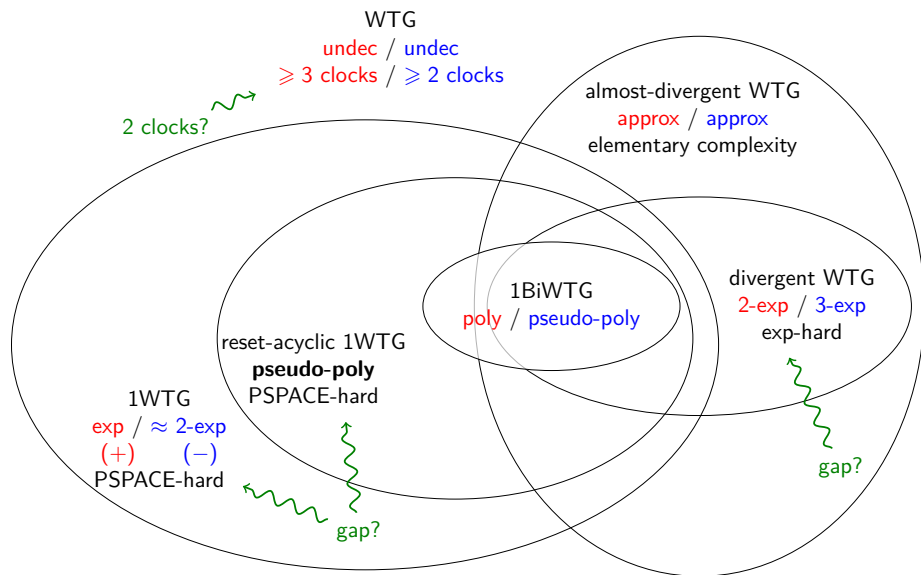 WTG
undec / undec
⩾ 3 clocks / ⩾ 2 clocks
2 clocks?
almost-divergent WTG
approx / approx
elementary complexity
divergent WTG
2-exp / 3-exp
exp-hard
1BiWTG
poly / pseudo-poly
reset-acyclic 1WTG
pseudo-poly
PSPACE-hard
1WTG
exp / ≈ 2-exp
(+) (−)
PSPACE-hard
gap?
gap?